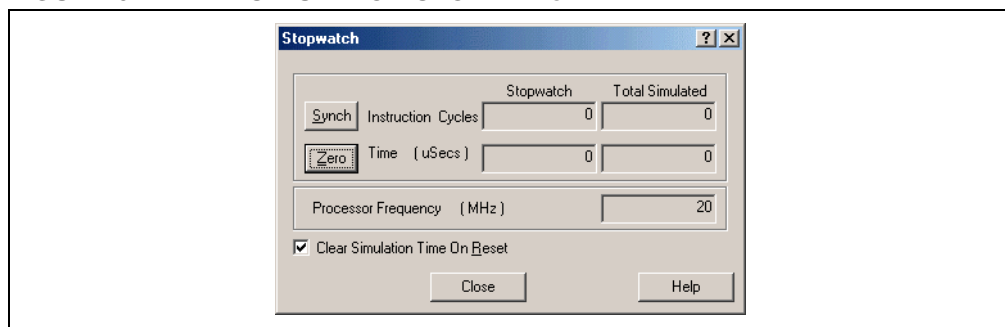 Stopwatch
Stopwatch Total Simulated
Synch Instruction Cycles 0 0
Zero Time ( uSecs ) 0 0
Processor Frequency ( MHz ) 20
Clear Simulation Time On Reset
Close Help